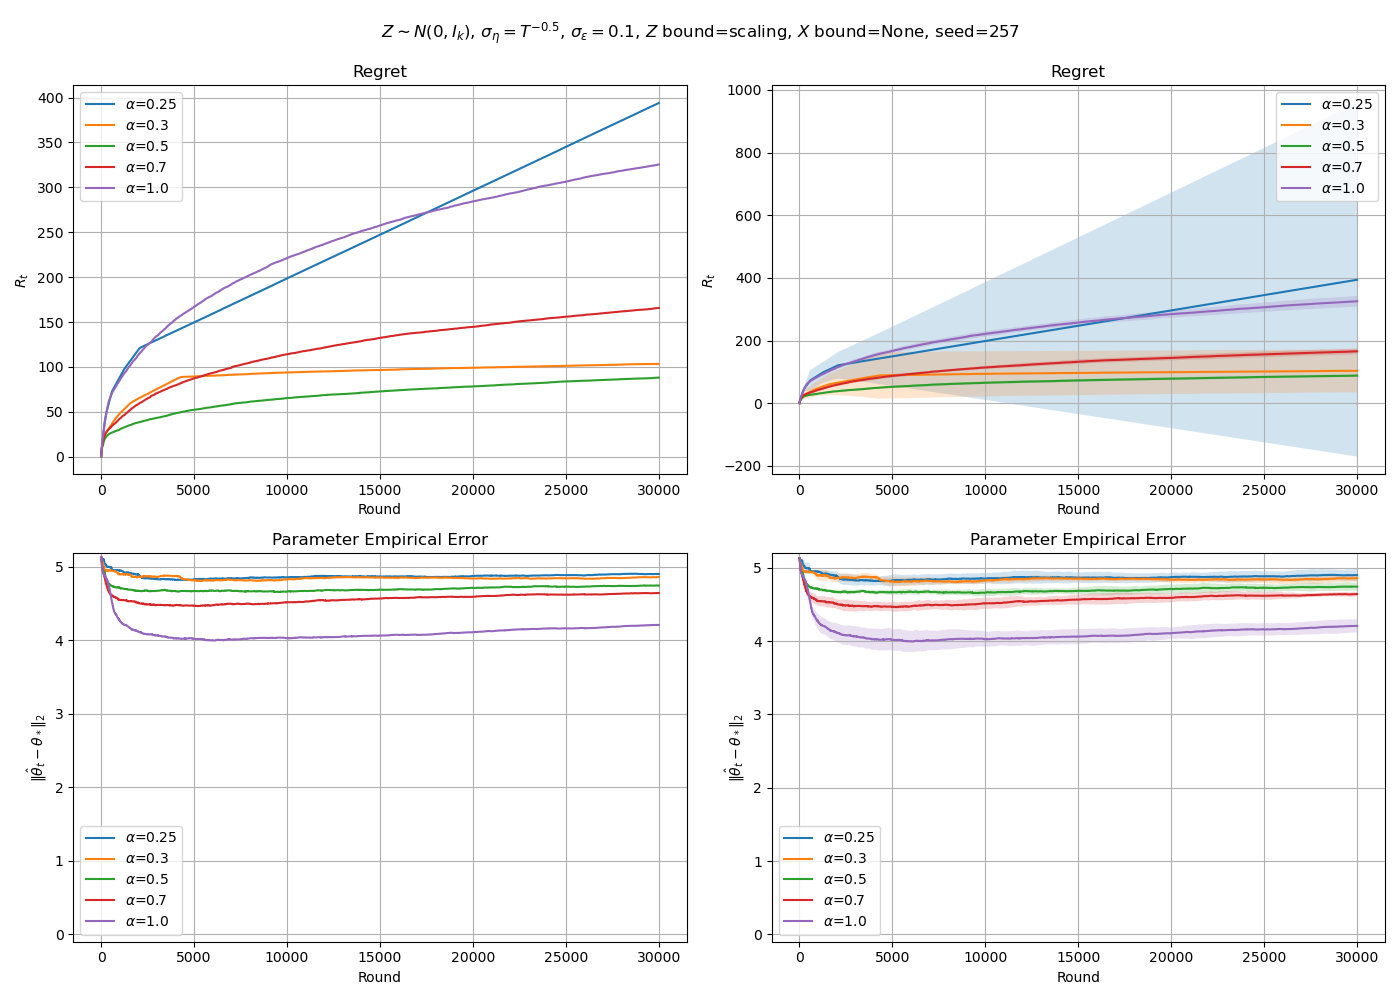 Z ∼ N(0, I_k), σ_η = T^{−0.5}, σ_ε = 0.1, Z bound=scaling, X bound=None, seed=257
Regret
400
350
300
250
200
150
100
50
0
R_t
α=0.25
α=0.3
α=0.5
α=0.7
α=1.0
0 5000 10000 15000 20000 25000 30000
Round
Regret
1000
800
600
400
200
0
−200
R_t
α=0.25
α=0.3
α=0.5
α=0.7
α=1.0
0 5000 10000 15000 20000 25000 30000
Round
Parameter Empirical Error
5
4
3
2
1
0
‖θ̂_t − θ_*‖_2
α=0.25
α=0.3
α=0.5
α=0.7
α=1.0
0 5000 10000 15000 20000 25000 30000
Round
Parameter Empirical Error
5
4
3
2
1
0
‖θ̂_t − θ_*‖_2
α=0.25
α=0.3
α=0.5
α=0.7
α=1.0
0 5000 10000 15000 20000 25000 30000
Round